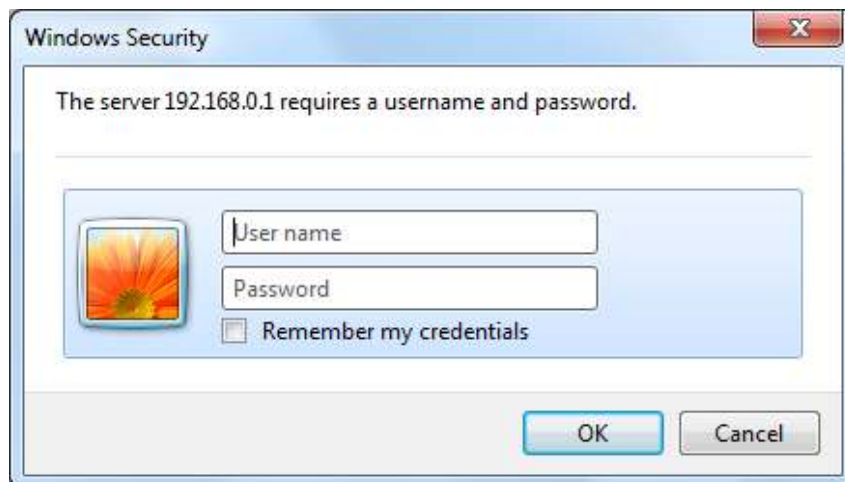 Windows Security
The server 192.168.0.1 requires a username and password.
User name
Password
Remember my credentials
OK Cancel